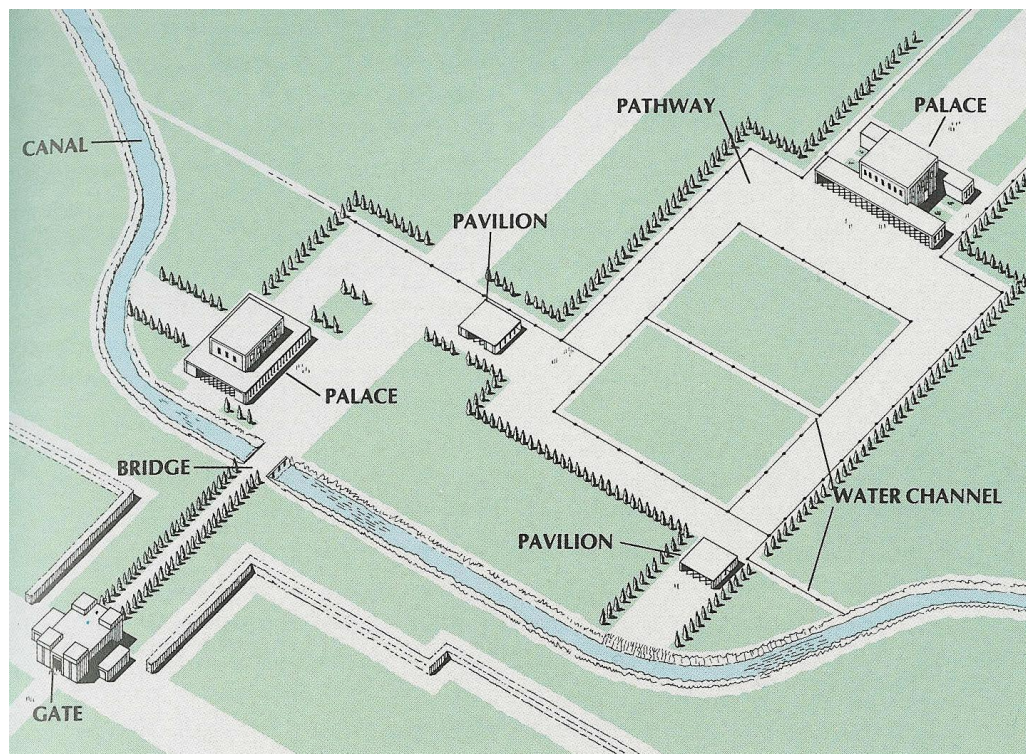 PATHWAY
PALACE
CANAL
PAVILION
PALACE
BRIDGE
WATER CHANNEL
PAVILION
GATE